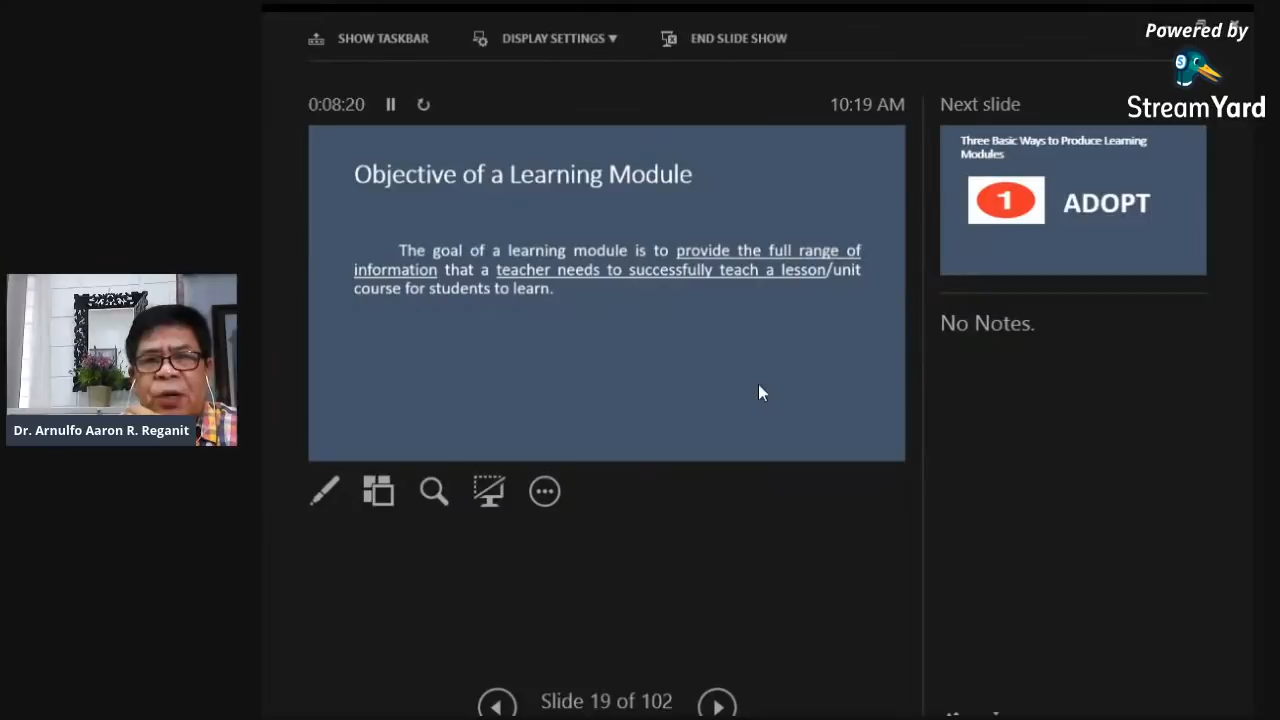 SHOW TASKBAR
DISPLAY SETTINGS ▼
END SLIDE SHOW
Powered by
StreamYard
0:08:20
10:19 AM
Next slide
Objective of a Learning Module
The goal of a learning module is to provide the full range of
information that a teacher needs to successfully teach a lesson/unit
course for students to learn.
Three Basic Ways to Produce Learning
Modules
1
ADOPT
No Notes.
Dr. Arnulfo Aaron R. Reganit
Slide 19 of 102